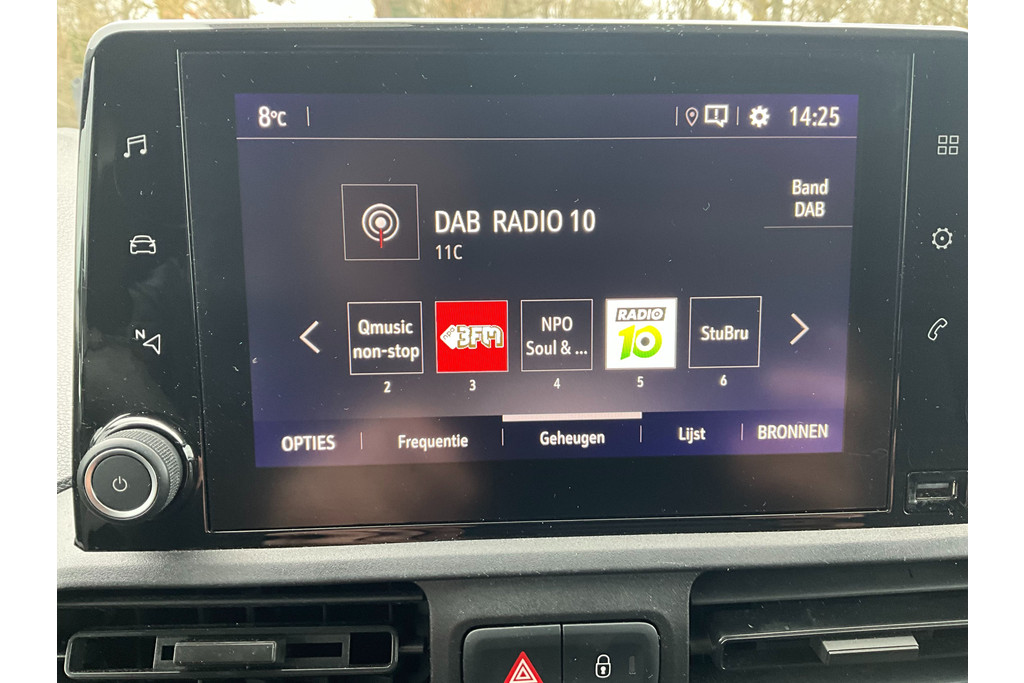 8°C
14:25
Band
DAB
DAB RADIO 10
11C
Qmusic
non-stop
3FM
NPO
Soul & ...
RADIO
10
StuBru
2
3
4
5
6
OPTIES
Frequentie
Geheugen
Lijst
BRONNEN
N